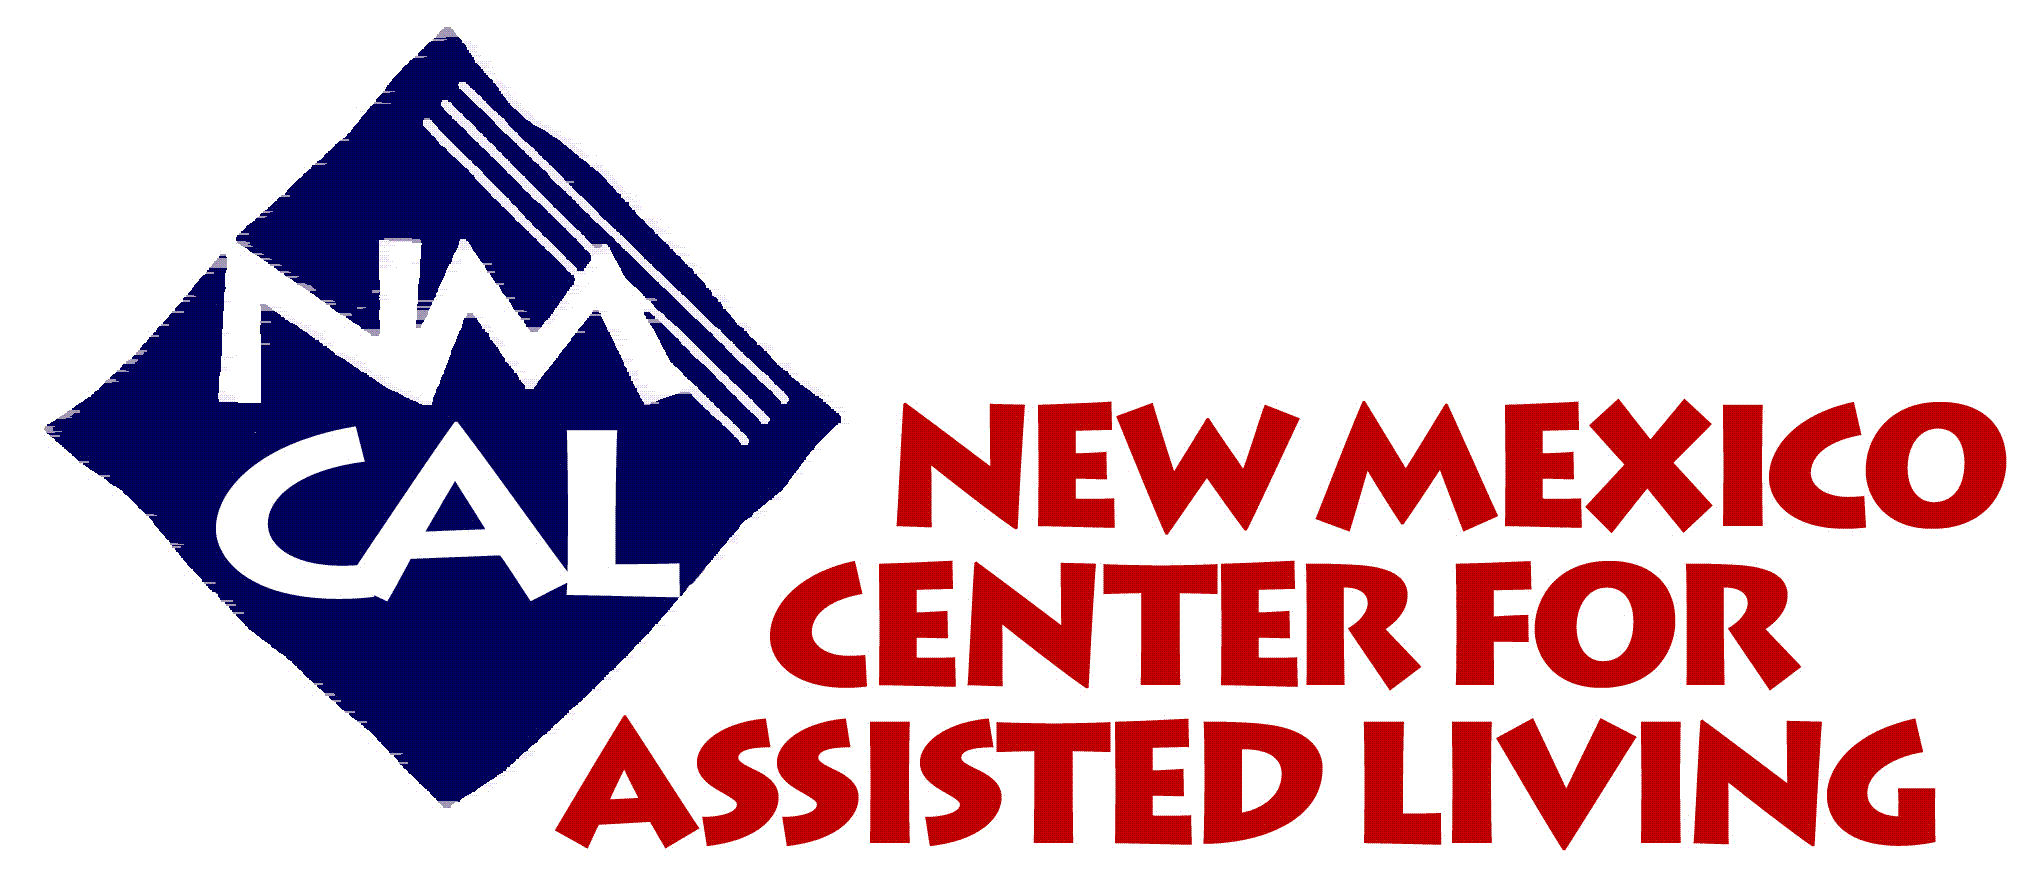 NM
CAL
NEW MEXICO
CENTER FOR
ASSISTED LIVING